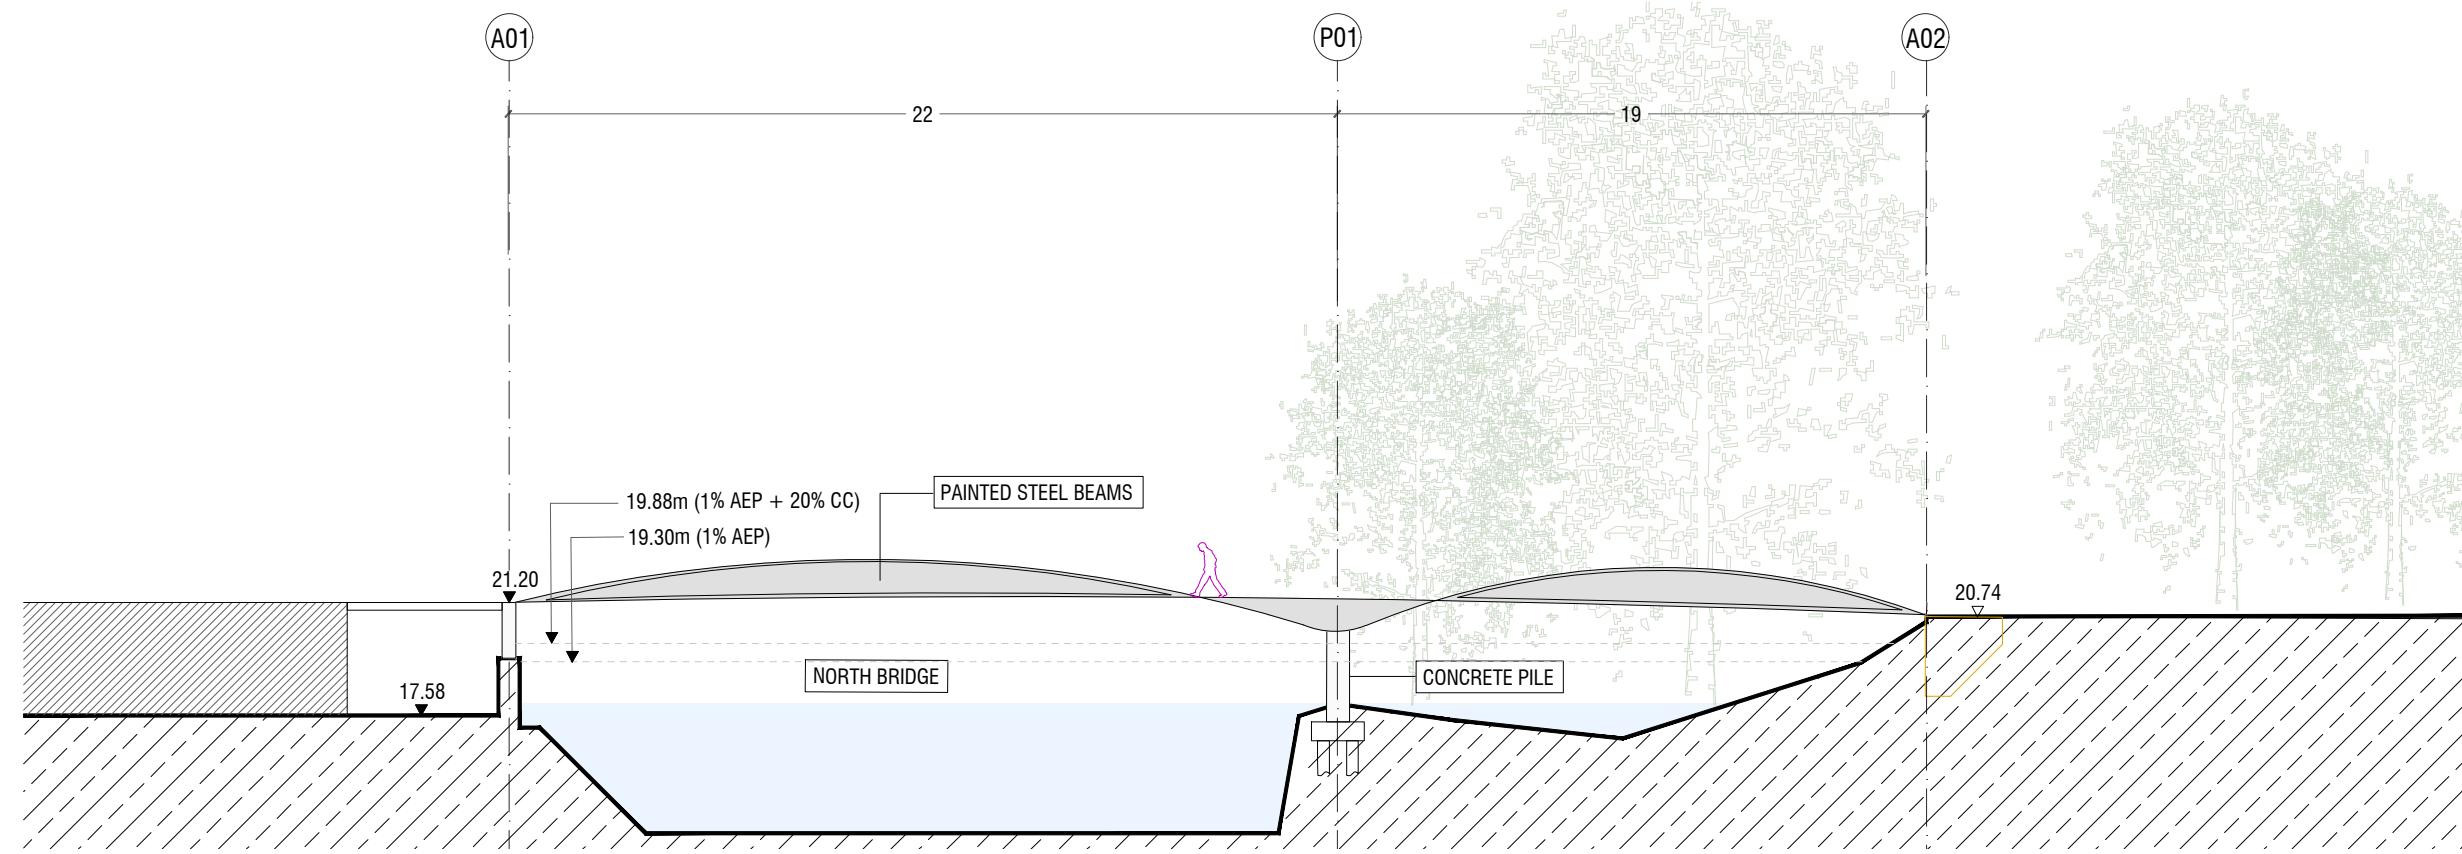 A01
P01
A02
22
19
PAINTED STEEL BEAMS
19.88m (1% AEP + 20% CC)
19.30m (1% AEP)
21.20
20.74
NORTH BRIDGE
CONCRETE PILE
17.58